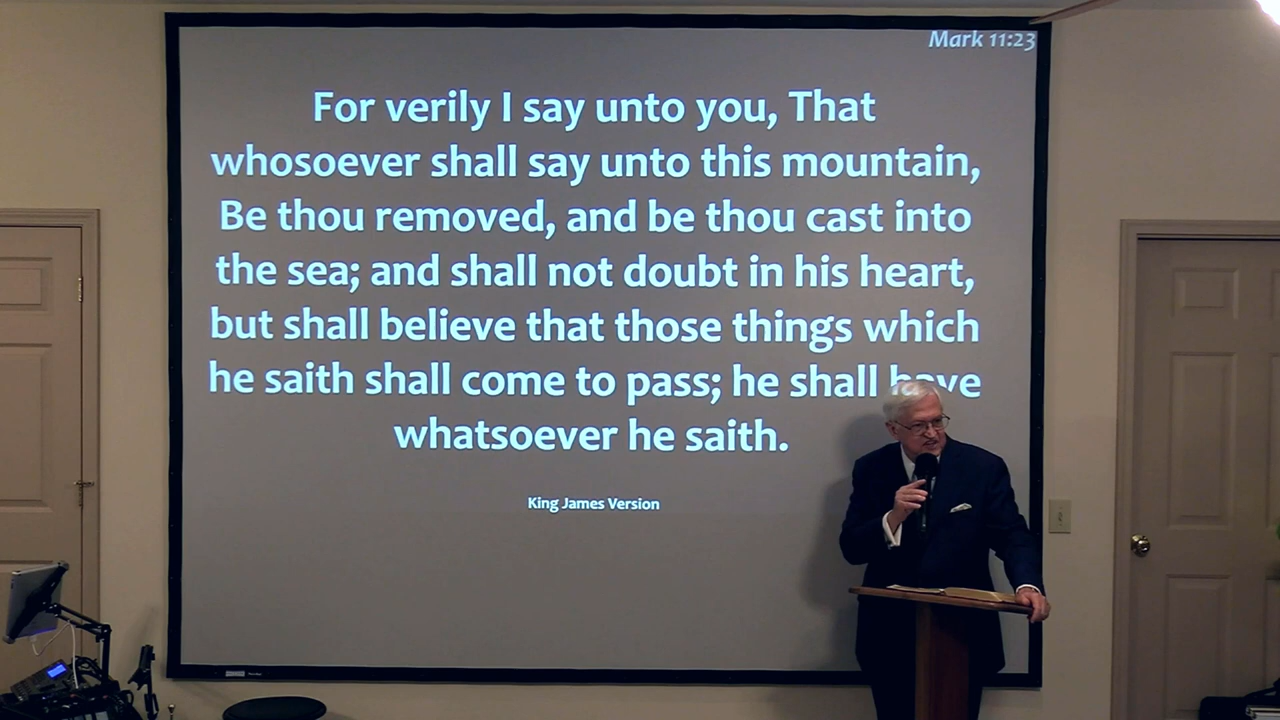 Mark 11:23
For verily I say unto you, That
whosoever shall say unto this mountain,
Be thou removed, and be thou cast into
the sea; and shall not doubt in his heart,
but shall believe that those things which
he saith shall come to pass; he shall have
whatsoever he saith.
King James Version